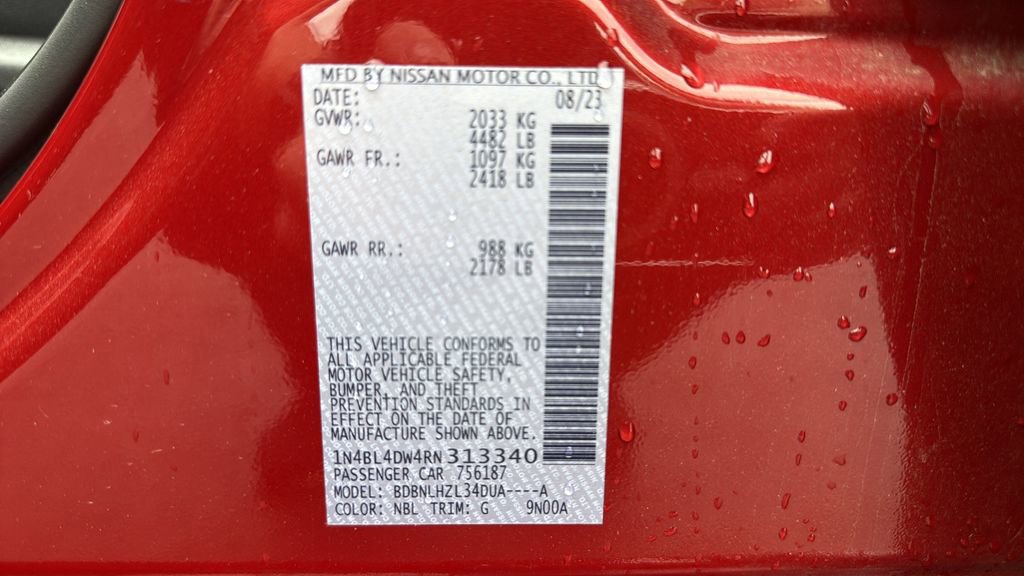 MFD BY NISSAN MOTOR CO., LTD
DATE: 08/23
GVWR: 2033 KG
4482 LB
GAWR FR.: 1097 KG
2418 LB
GAWR RR.: 988 KG
2178 LB
THIS VEHICLE CONFORMS TO
ALL APPLICABLE FEDERAL
MOTOR VEHICLE SAFETY,
BUMPER, AND THEFT
PREVENTION STANDARDS IN
EFFECT ON THE DATE OF
MANUFACTURE SHOWN ABOVE.
1N4BL4DW4RN313340
PASSENGER CAR 756187
MODEL: BDBNLHZL34DUA----A
COLOR: NBL TRIM: G 9N00A